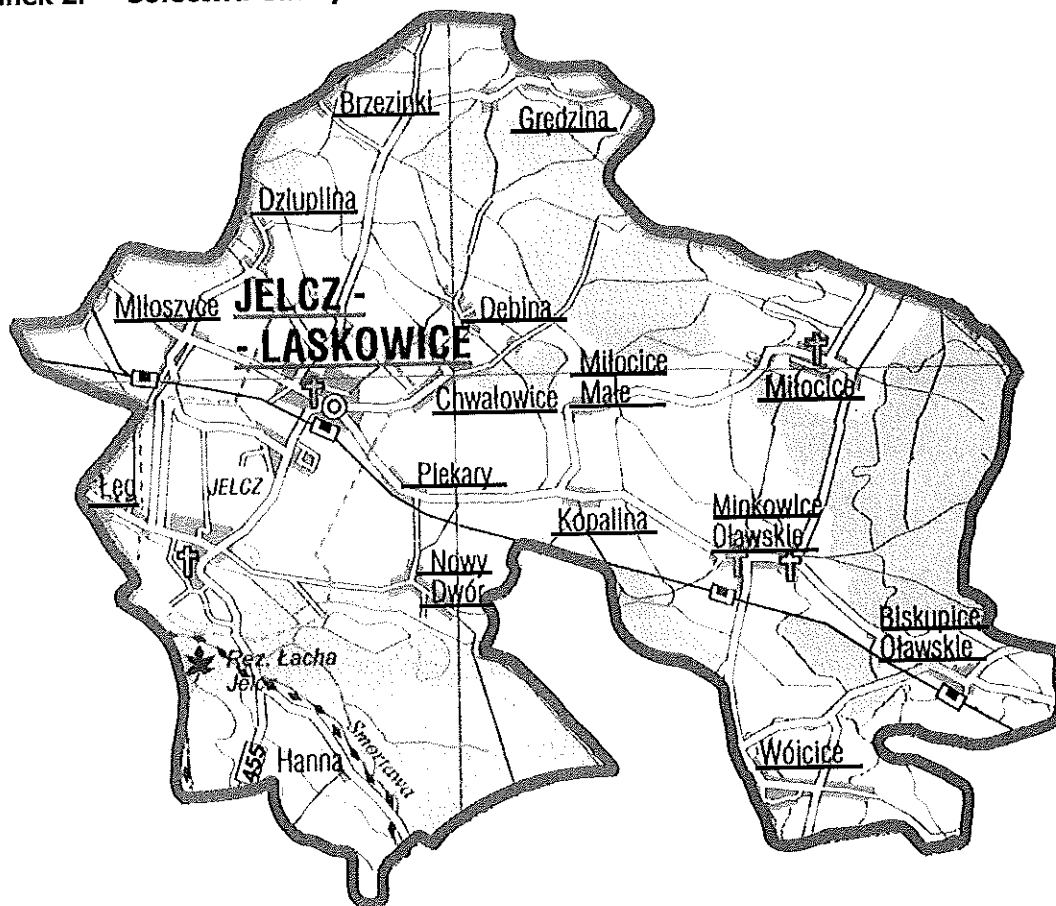 Brzezinki
Grędzina
Dziuplina
Miłoszyce
JELCZ -
- LASKOWICE
Dębina
Miłocice
Małe
Chwałowice
Miłocice
Łęg
JELCZ
Piekary
Kopalina
Minkowice
Oławskie
Nowy
Dwór
Biskupice
Oławskie
Rez. Łacha
Jelcz
Smortawa
Hanna
455
Wójcice